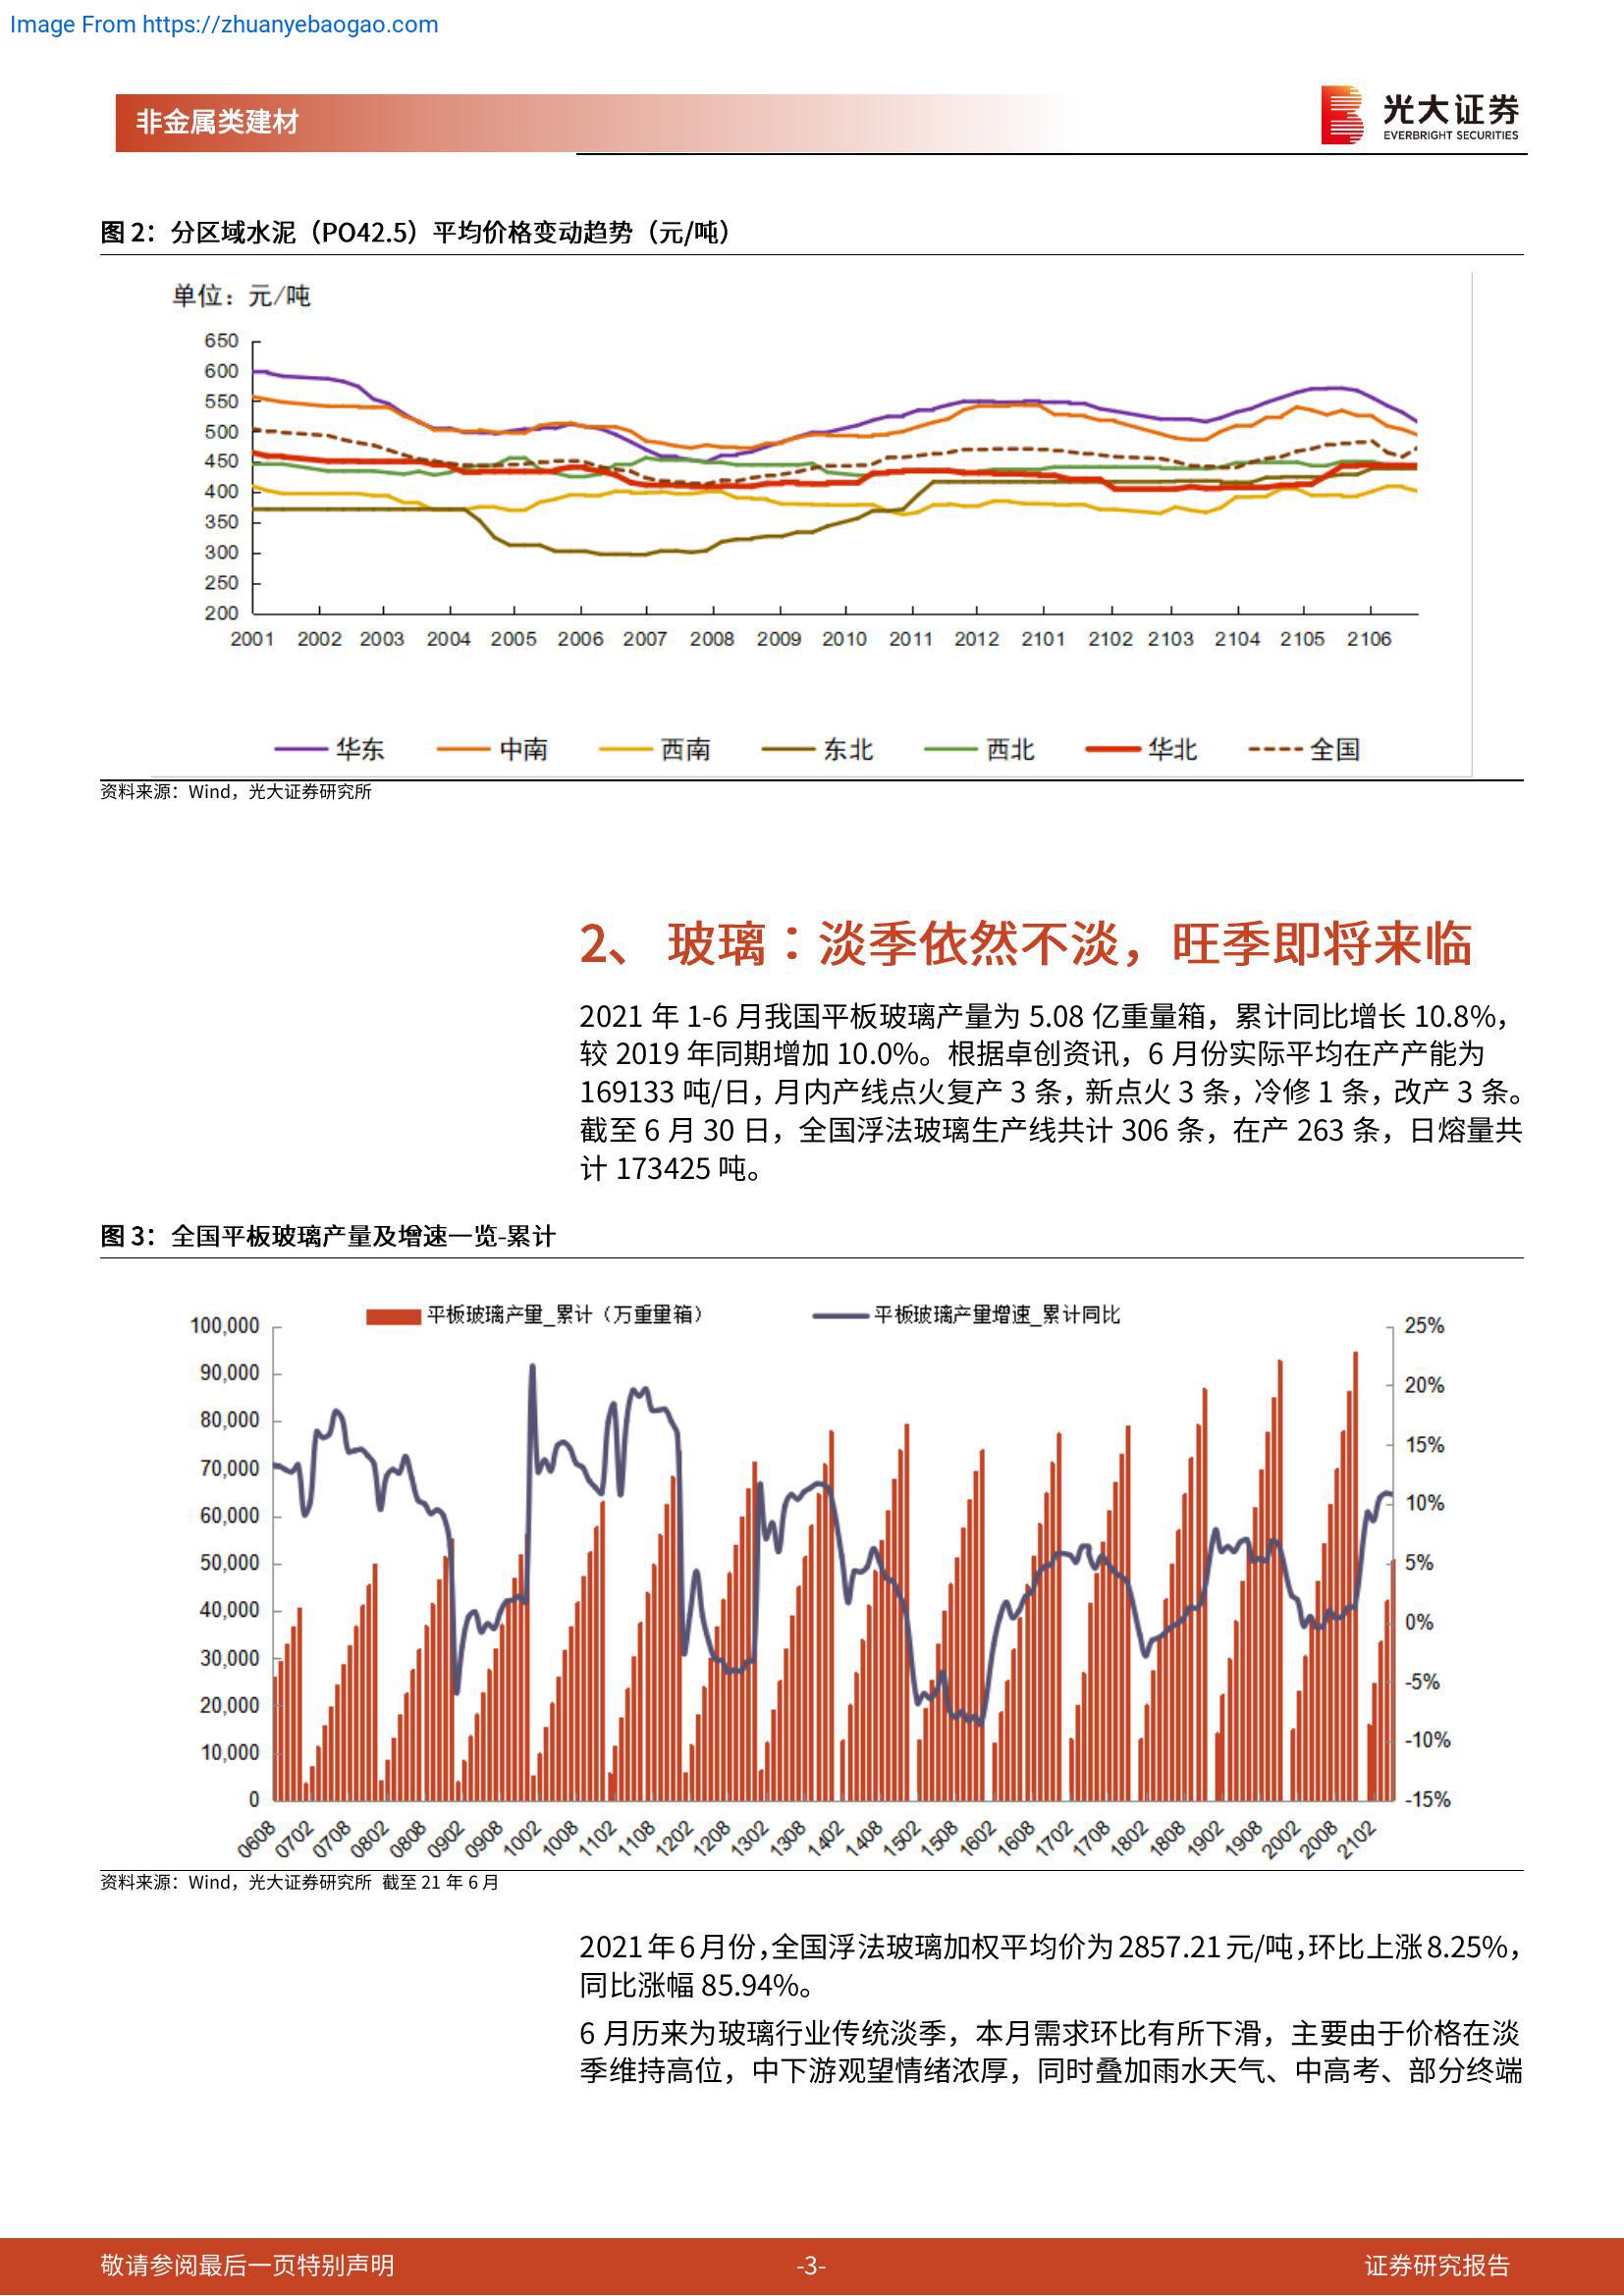 Image From https://zhuanyebaogao.com
非金属类建材
光大证券
EVERBRIGHT SECURITIES
图 2：分区域水泥（PO42.5）平均价格变动趋势（元/吨）
单位：元/吨
650
600
550
500
450
400
350
300
250
200
2001 2002 2003 2004 2005 2006 2007 2008 2009 2010 2011 2012 2101 2102 2103 2104 2105 2106
华东 中南 西南 东北 西北 华北 全国
资料来源：Wind，光大证券研究所
2、 玻璃：淡季依然不淡，旺季即将来临
2021 年 1-6 月我国平板玻璃产量为 5.08 亿重量箱，累计同比增长 10.8%，
较 2019 年同期增加 10.0%。根据卓创资讯，6 月份实际平均在产产能为
169133 吨/日，月内产线点火复产 3 条，新点火 3 条，冷修 1 条，改产 3 条。
截至 6 月 30 日，全国浮法玻璃生产线共计 306 条，在产 263 条，日熔量共
计 173425 吨。
图 3：全国平板玻璃产量及增速一览-累计
平板玻璃产量_累计（万重量箱） 平板玻璃产量增速_累计同比
100,000 25%
90,000 20%
80,000 15%
70,000 10%
60,000 5%
50,000 0%
40,000 -5%
30,000 -10%
20,000 -15%
10,000
0
0608 0702 0708 0802 0808 0902 0908 1002 1008 1102 1108 1202 1208 1302 1308 1402 1408 1502 1508 1602 1608 1702 1708 1802 1808 1902 1908 2002 2008 2102
资料来源：Wind，光大证券研究所 截至 21 年 6 月
2021年6月份，全国浮法玻璃加权平均价为2857.21元/吨，环比上涨8.25%，
同比涨幅 85.94%。
6 月历来为玻璃行业传统淡季，本月需求环比有所下滑，主要由于价格在淡
季维持高位，中下游观望情绪浓厚，同时叠加雨水天气、中高考、部分终端
敬请参阅最后一页特别声明 -3- 证券研究报告